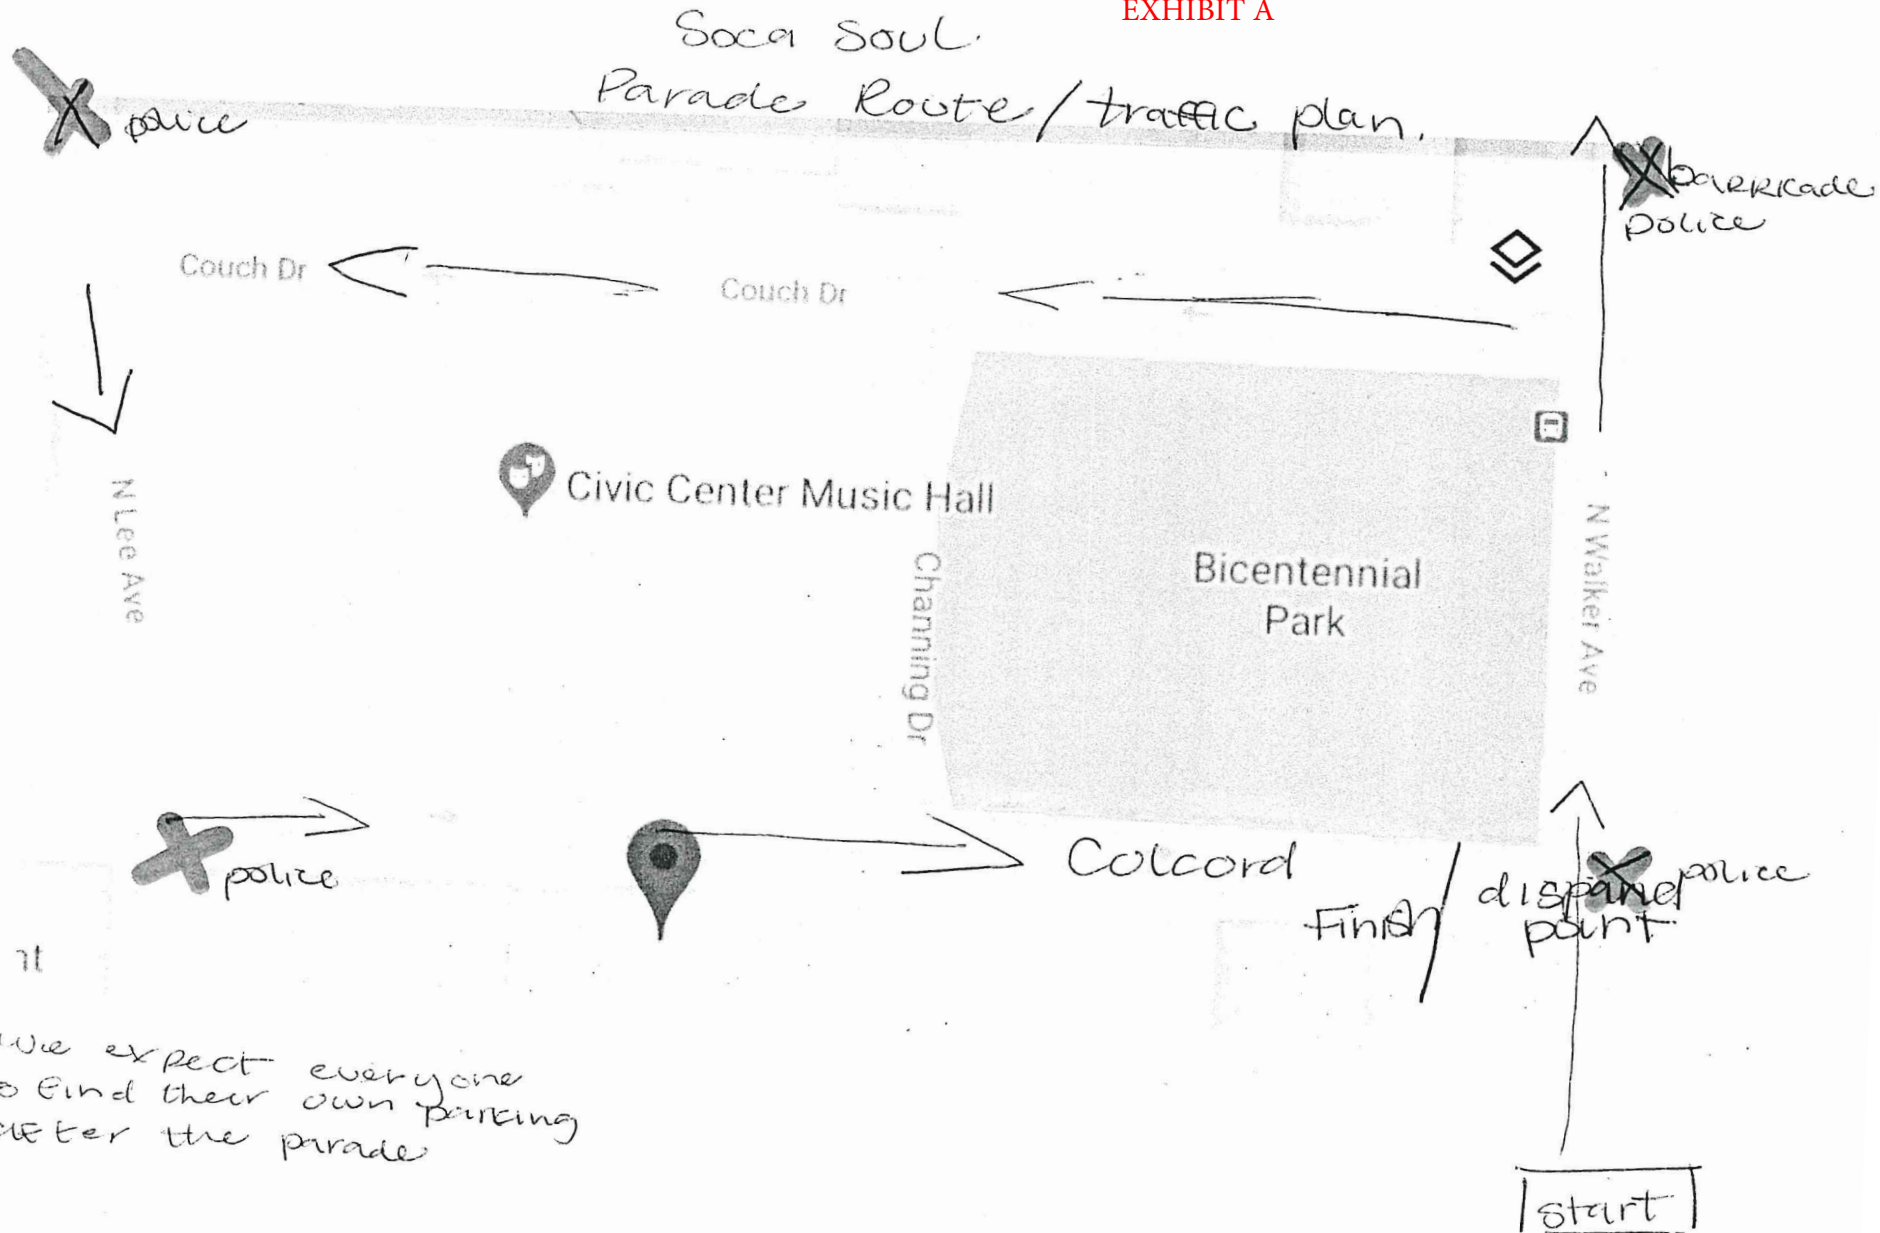 EXHIBIT A
Soca Soul.
Parade Route/traffic plan.
police
barricade
police
Couch Dr
Couch Dr
N Lee Ave
Civic Center Music Hall
Channing Dr
Bicentennial
Park
N Walker Ave
police
Colcord
Finish
dispand
point
police
nt
we expect everyone
o find their own parking
after the parade
start